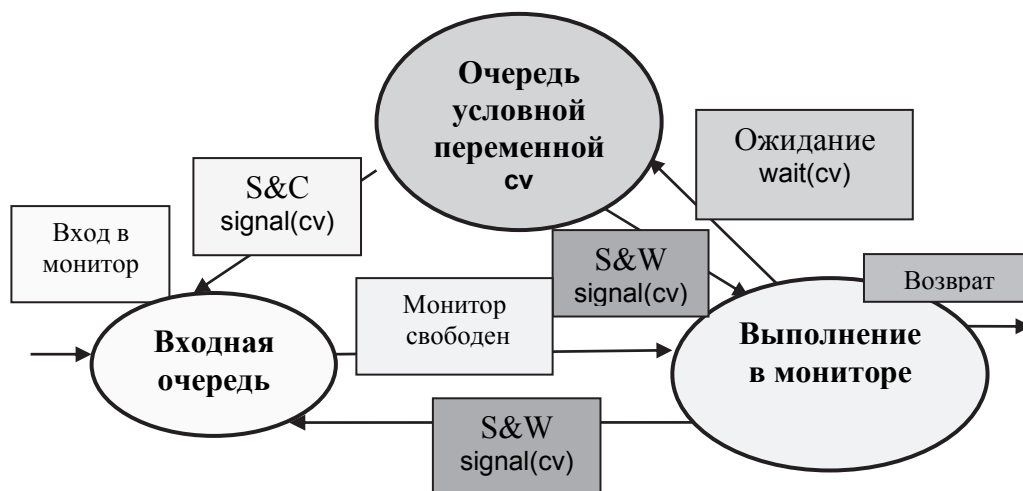 Очередь
условной
переменной
cv
Ожидание
wait(cv)
S&C
signal(cv)
Вход в
монитор
S&W
signal(cv)
Возврат
Монитор
свободен
Входная
очередь
Выполнение
в мониторе
S&W
signal(cv)